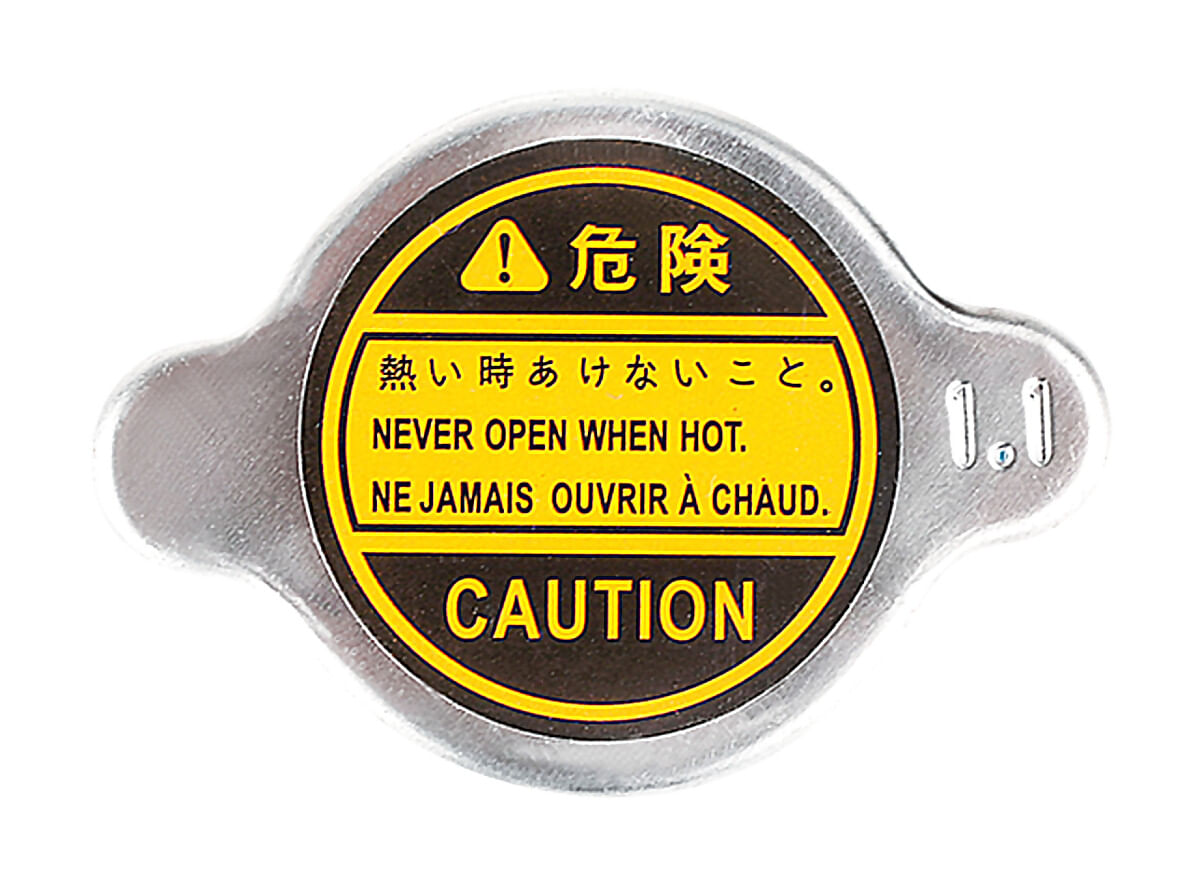 危険
熱い時あけないこと。
NEVER OPEN WHEN HOT.
NE JAMAIS OUVRIR À CHAUD.
CAUTION
1.1